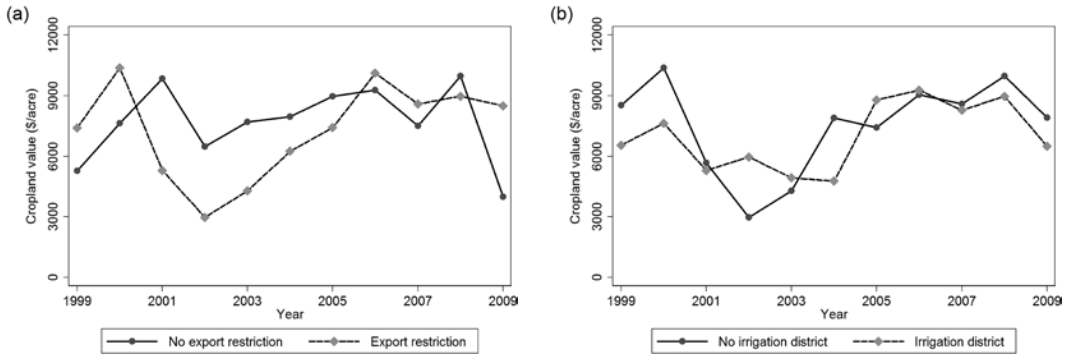 (a)
Cropland value ($/acre)
12000
9000
6000
3000
0
1999 2001 2003 2005 2007 2009
Year
No export restriction Export restriction
(b)
Cropland value ($/acre)
12000
9000
6000
3000
0
1999 2001 2003 2005 2007 2009
Year
No irrigation district Irrigation district